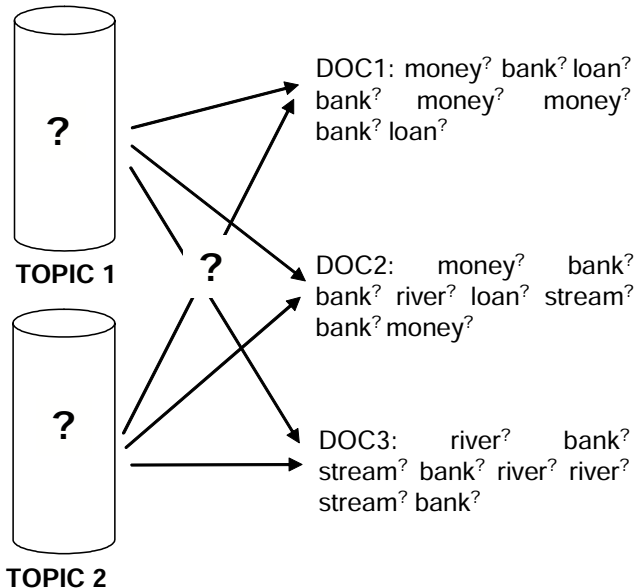 ?
TOPIC 1
?
TOPIC 2
?
DOC1: money? bank? loan?
bank? money? money?
bank? loan?
DOC2: money? bank?
bank? river? loan? stream?
bank? money?
DOC3: river? bank?
stream? bank? river? river?
stream? bank?